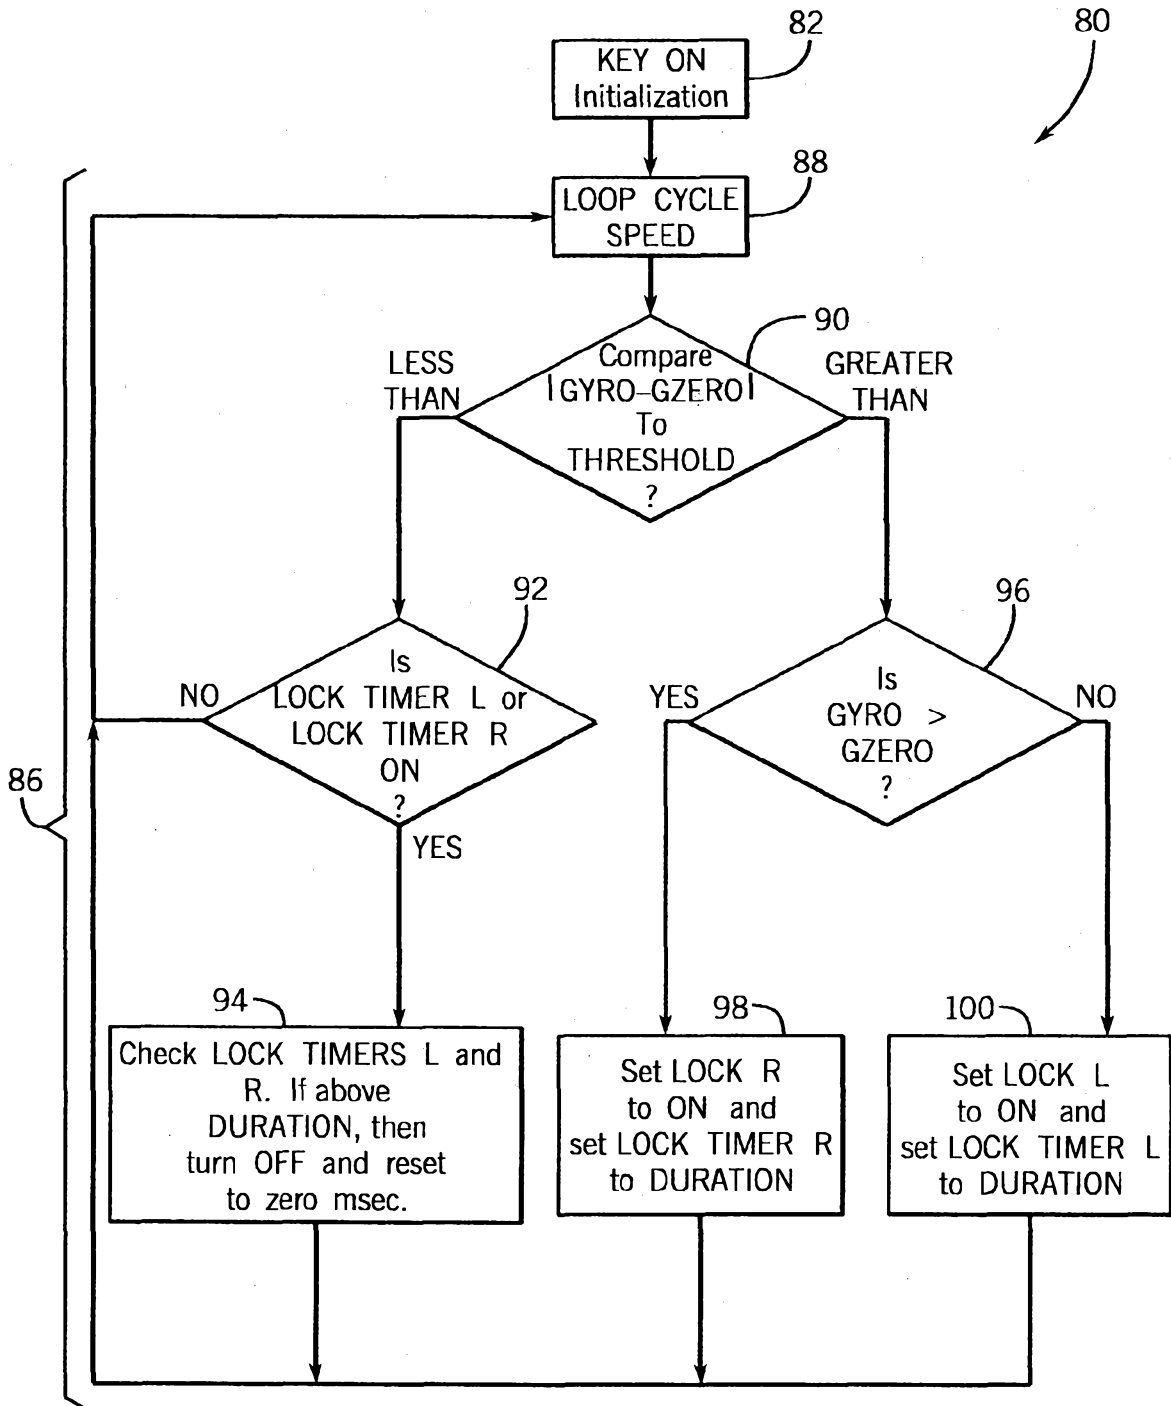 82
80
KEY ON
Initialization
88
LOOP CYCLE
SPEED
90
LESS
THAN
Compare
|GYRO–GZERO|
To
THRESHOLD
?
GREATER
THAN
92
96
NO
Is
LOCK TIMER L or
LOCK TIMER R
ON
?
YES
YES
Is
GYRO >
GZERO
?
NO
86
94
98
100
Check LOCK TIMERS L and
R. If above
DURATION, then
turn OFF and reset
to zero msec.
Set LOCK R
to ON and
set LOCK TIMER R
to DURATION
Set LOCK L
to ON and
set LOCK TIMER L
to DURATION